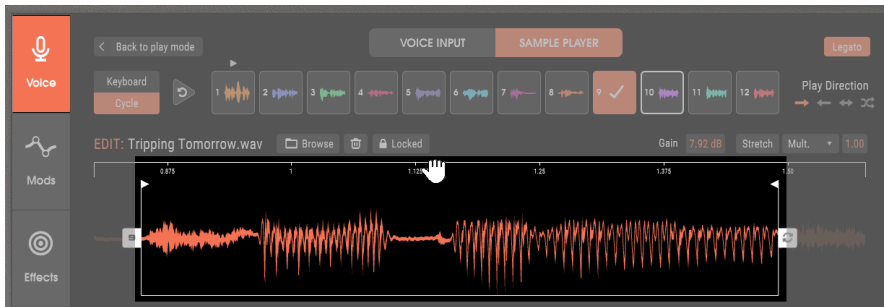 VOICE INPUT
SAMPLE PLAYER
Back to play mode
Legato
Voice
Keyboard
Cycle
1
2
3
4
5
6
7
8
9
10
11
12
Play Direction
EDIT: Tripping Tomorrow.wav
Browse
Locked
Gain
7.92 dB
Stretch
Mult.
1.00
0.875
1
1.125
1.25
1.375
Mods
Effects